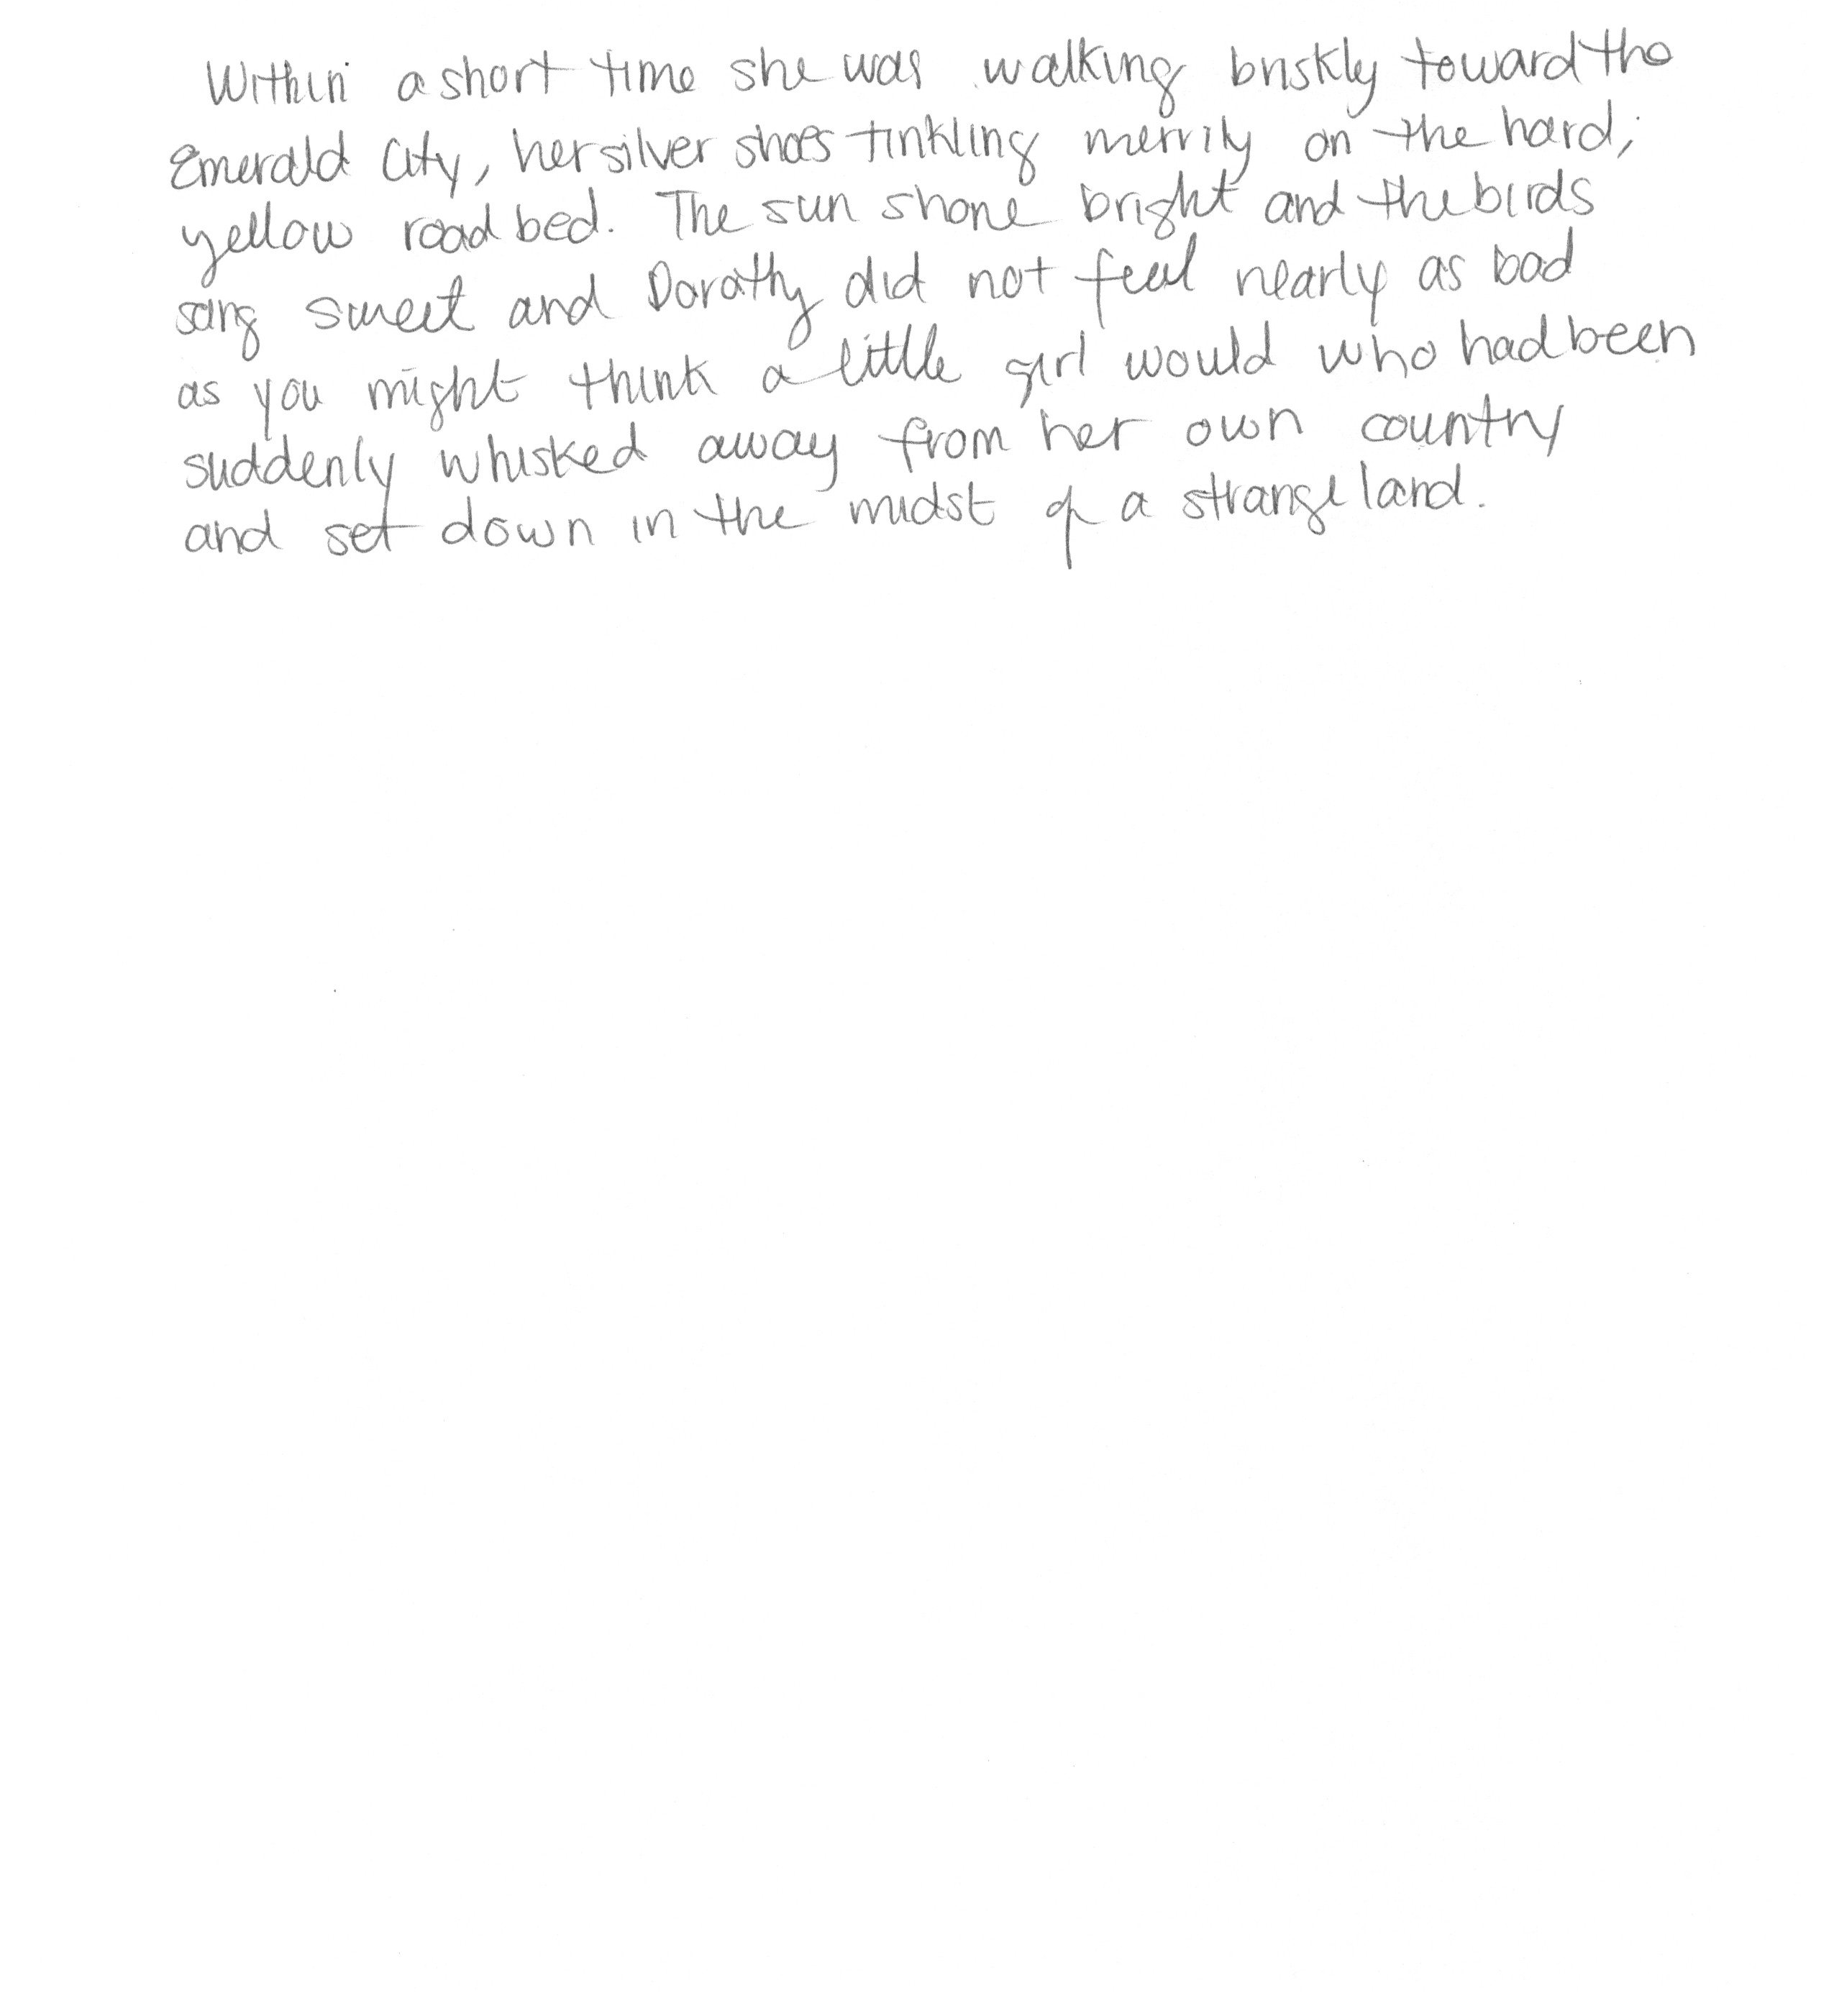 Within a short time she was walking briskly toward the
Emerald City, her silver shoes tinkling merrily on the hard,
yellow road bed. The sun shone bright and the birds
sang sweet and Dorothy did not feel nearly as bad
as you might think a little girl would who had been
suddenly whisked away from her own country
and set down in the midst of a strange land.